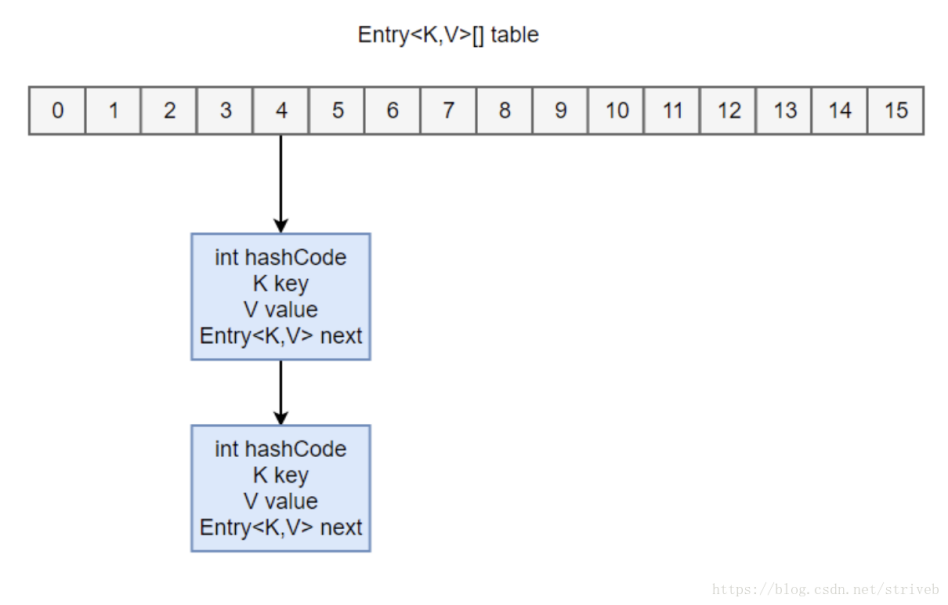 Entry<K,V>[] table
0 1 2 3 4 5 6 7 8 9 10 11 12 13 14 15
int hashCode
K key
V value
Entry<K,V> next
int hashCode
K key
V value
Entry<K,V> next
https://blog.csdn.net/striveb